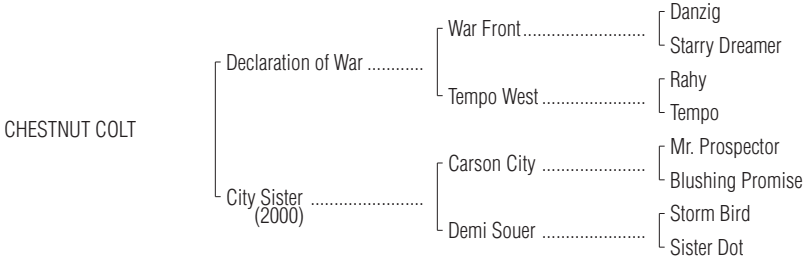 Danzig
War Front..........................
Starry Dreamer
Declaration of War ............
Rahy
Tempo West ......................
Tempo
CHESTNUT COLT
Mr. Prospector
Carson City .......................
Blushing Promise
City Sister ........................
(2000)
Storm Bird
Demi Souer ......................
Sister Dot